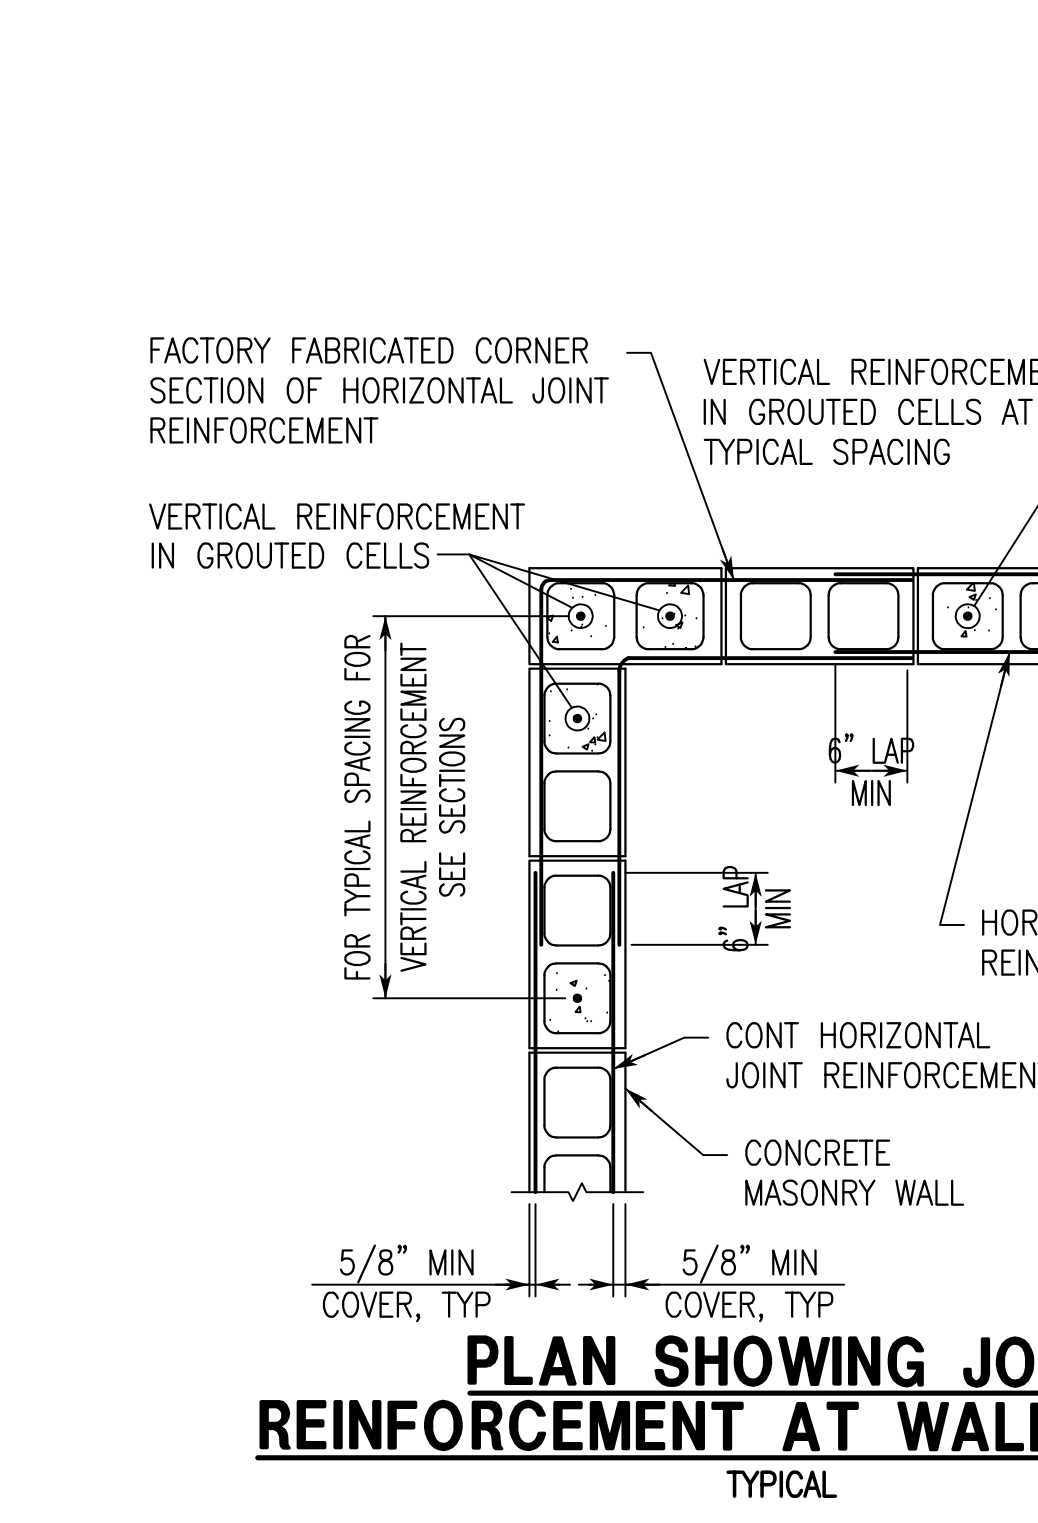 FACTORY FABRICATED CORNER
SECTION OF HORIZONTAL JOINT
REINFORCEMENT
VERTICAL REINFORCEME
IN GROUTED CELLS AT
TYPICAL SPACING
VERTICAL REINFORCEMENT
IN GROUTED CELLS
FOR TYPICAL SPACING FOR
VERTICAL REINFORCEMENT
SEE SECTIONS
6” LAP
MIN
6” LAP
MIN
HOR
REIN
CONT HORIZONTAL
JOINT REINFORCEMEN
CONCRETE
MASONRY WALL
5/8” MIN
COVER, TYP
5/8” MIN
COVER, TYP
PLAN SHOWING JO
REINFORCEMENT AT WALL
TYPICAL